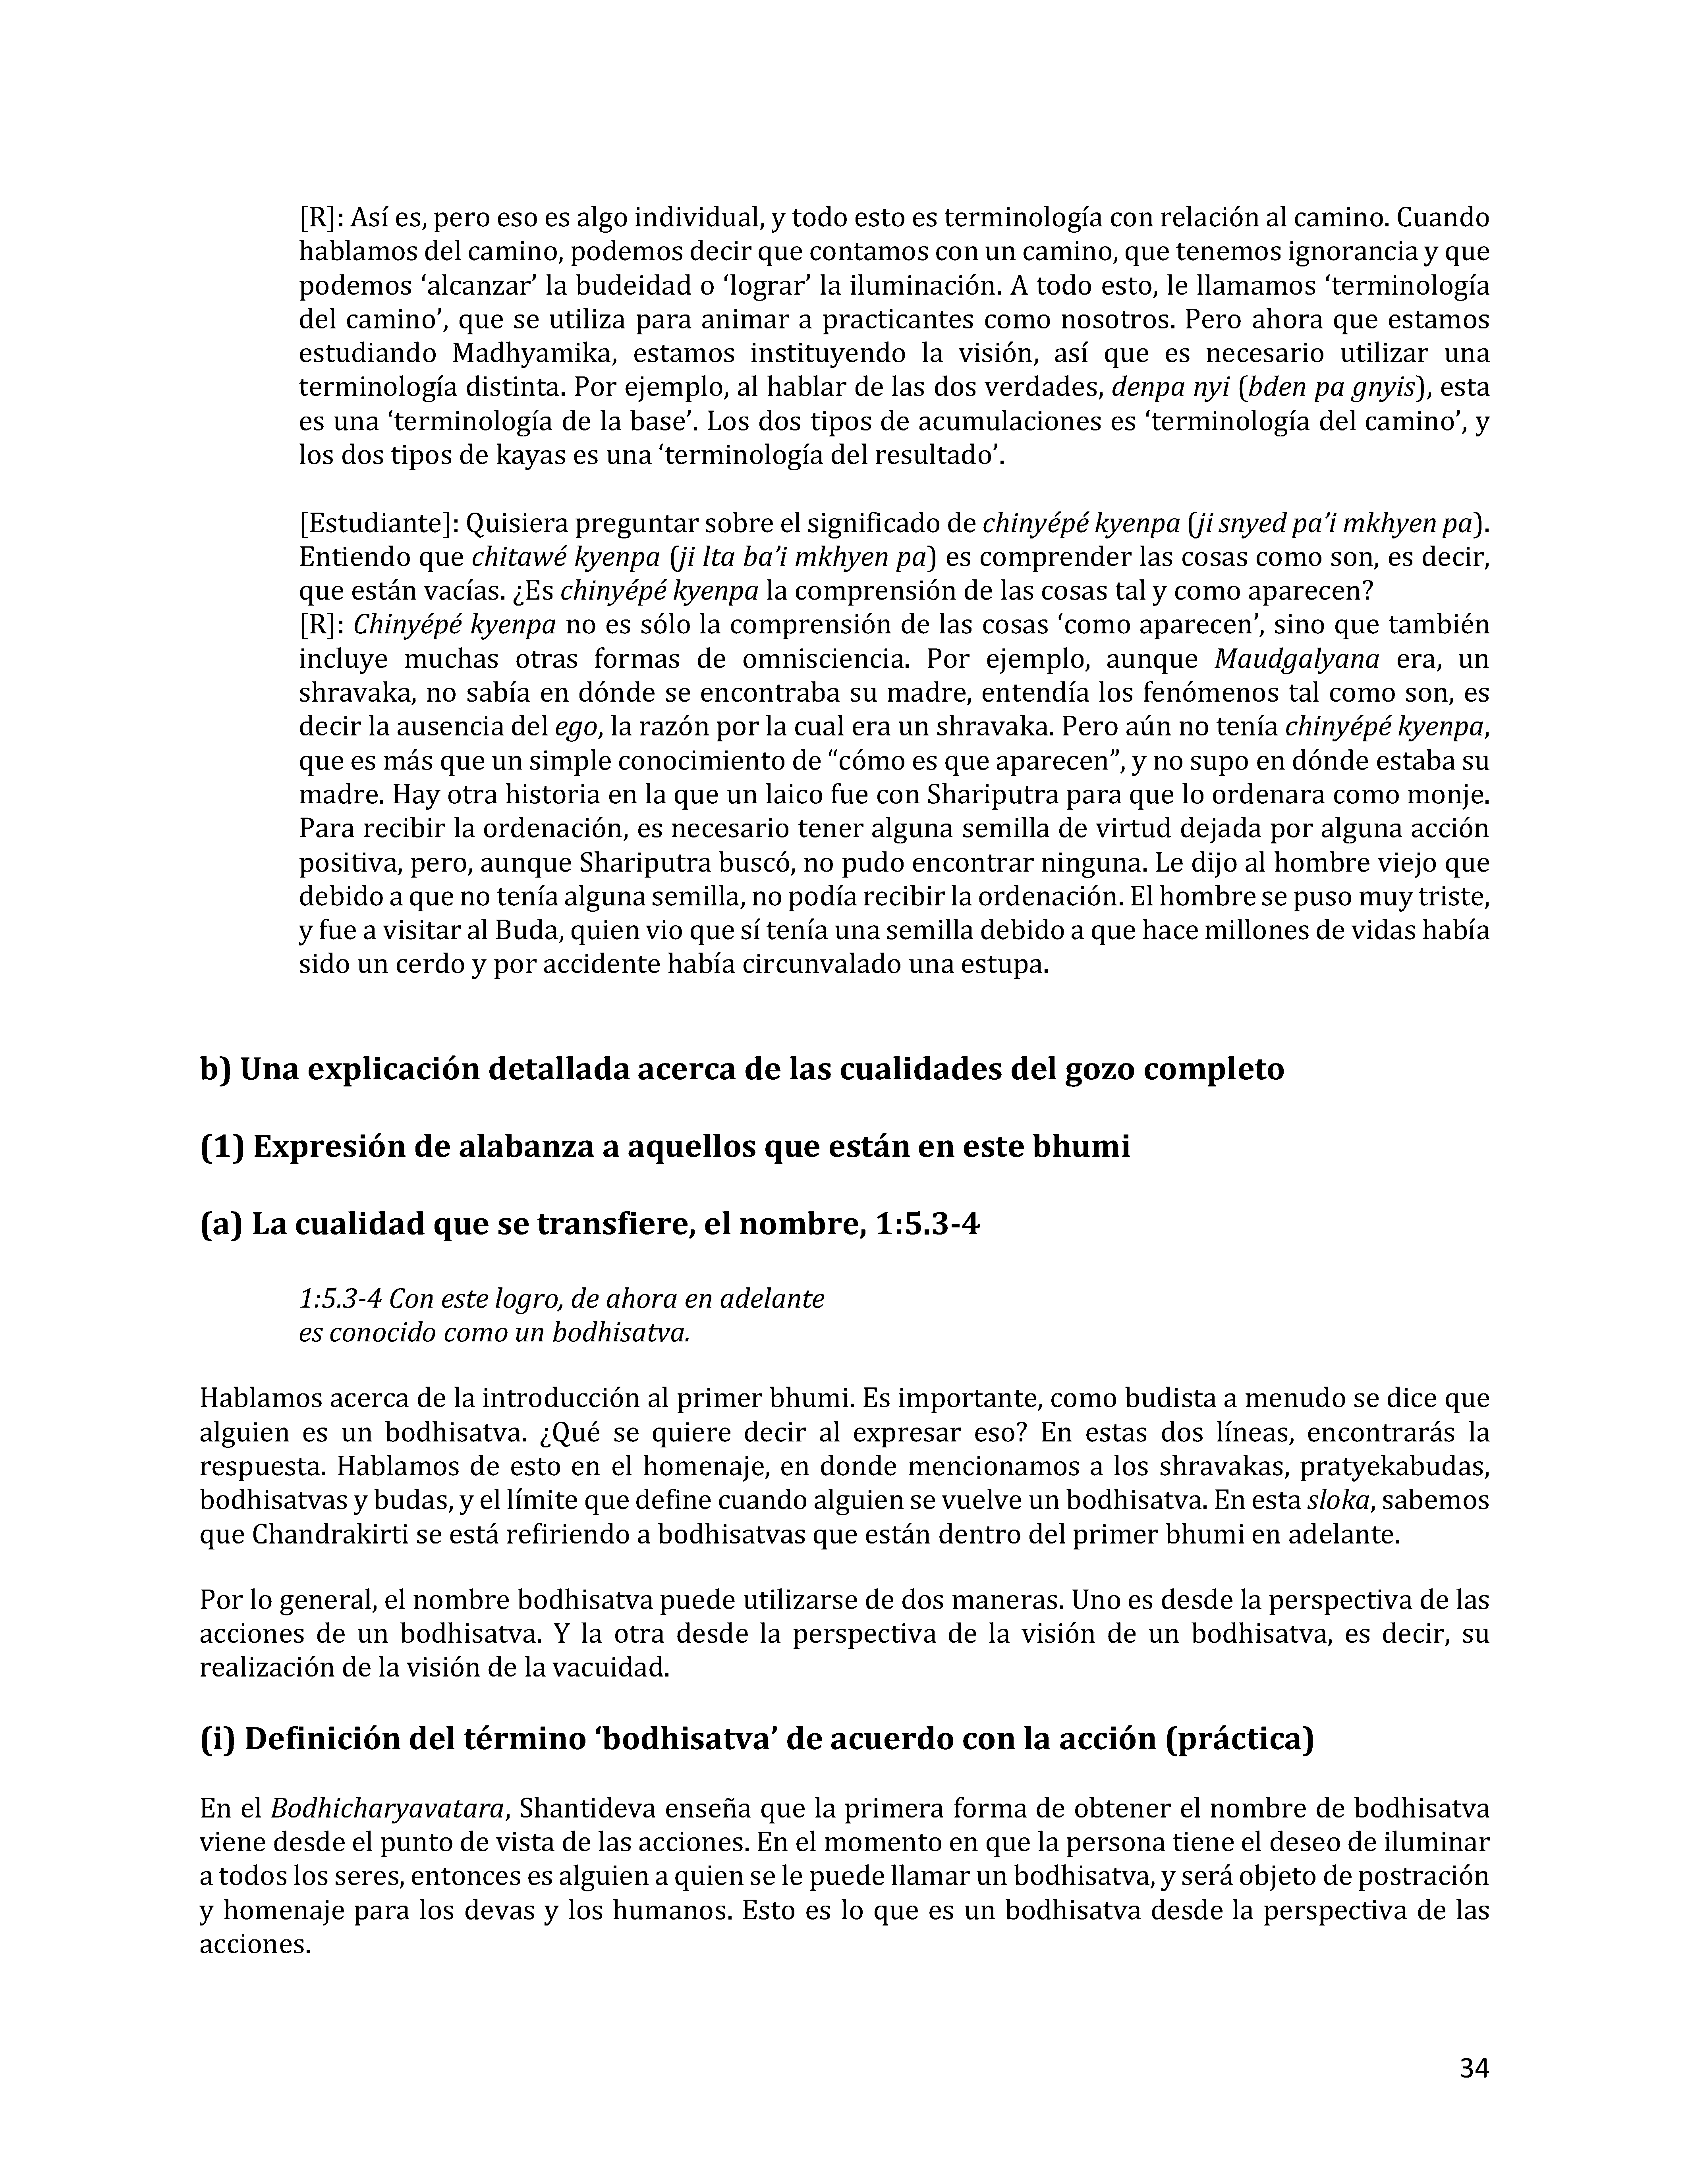 [R]: Así es, pero eso es algo individual, y todo esto es terminología con relación al camino. Cuando
hablamos del camino, podemos decir que contamos con un camino, que tenemos ignorancia y que
podemos ‘alcanzar’ la budeidad o ‘lograr’ la iluminación. A todo esto, le llamamos ‘terminología
del camino’, que se utiliza para animar a practicantes como nosotros. Pero ahora que estamos
estudiando Madhyamika, estamos instituyendo la visión, así que es necesario utilizar una
terminología distinta. Por ejemplo, al hablar de las dos verdades, denpa nyi (bden pa gnyis), esta
es una ‘terminología de la base’. Los dos tipos de acumulaciones es ‘terminología del camino’, y
los dos tipos de kayas es una ‘terminología del resultado’.
[Estudiante]: Quisiera preguntar sobre el significado de chinyépé kyenpa (ji snyed pa’i mkhyen pa).
Entiendo que chitawé kyenpa (ji lta ba’i mkhyen pa) es comprender las cosas como son, es decir,
que están vacías. ¿Es chinyépé kyenpa la comprensión de las cosas tal y como aparecen?
[R]: Chinyépé kyenpa no es sólo la comprensión de las cosas ‘como aparecen’, sino que también
incluye muchas otras formas de omnisciencia. Por ejemplo, aunque Maudgalyana era, un
shravaka, no sabía en dónde se encontraba su madre, entendía los fenómenos tal como son, es
decir la ausencia del ego, la razón por la cual era un shravaka. Pero aún no tenía chinyépé kyenpa,
que es más que un simple conocimiento de “cómo es que aparecen”, y no supo en dónde estaba su
madre. Hay otra historia en la que un laico fue con Shariputra para que lo ordenara como monje.
Para recibir la ordenación, es necesario tener alguna semilla de virtud dejada por alguna acción
positiva, pero, aunque Shariputra buscó, no pudo encontrar ninguna. Le dijo al hombre viejo que
debido a que no tenía alguna semilla, no podía recibir la ordenación. El hombre se puso muy triste,
y fue a visitar al Buda, quien vio que sí tenía una semilla debido a que hace millones de vidas había
sido un cerdo y por accidente había circunvalado una estupa.
b) Una explicación detallada acerca de las cualidades del gozo completo
(1) Expresión de alabanza a aquellos que están en este bhumi
(a) La cualidad que se transfiere, el nombre, 1:5.3-4
1:5.3-4 Con este logro, de ahora en adelante
es conocido como un bodhisatva.
Hablamos acerca de la introducción al primer bhumi. Es importante, como budista a menudo se dice que
alguien es un bodhisatva. ¿Qué se quiere decir al expresar eso? En estas dos líneas, encontrarás la
respuesta. Hablamos de esto en el homenaje, en donde mencionamos a los shravakas, pratyekabudas,
bodhisatvas y budas, y el límite que define cuando alguien se vuelve un bodhisatva. En esta sloka, sabemos
que Chandrakirti se está refiriendo a bodhisatvas que están dentro del primer bhumi en adelante.
Por lo general, el nombre bodhisatva puede utilizarse de dos maneras. Uno es desde la perspectiva de las
acciones de un bodhisatva. Y la otra desde la perspectiva de la visión de un bodhisatva, es decir, su
realización de la visión de la vacuidad.
(i) Definición del término ‘bodhisatva’ de acuerdo con la acción (práctica)
En el Bodhicharyavatara, Shantideva enseña que la primera forma de obtener el nombre de bodhisatva
viene desde el punto de vista de las acciones. En el momento en que la persona tiene el deseo de iluminar
a todos los seres, entonces es alguien a quien se le puede llamar un bodhisatva, y será objeto de postración
y homenaje para los devas y los humanos. Esto es lo que es un bodhisatva desde la perspectiva de las
acciones.
34